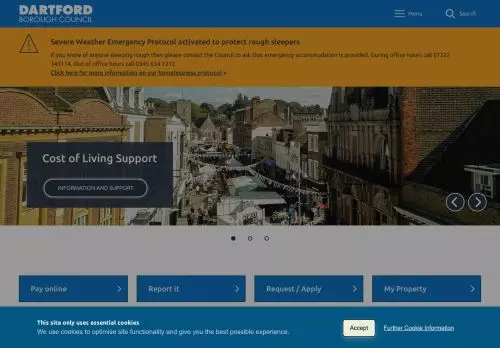 DARTFORD
BOROUGH COUNCIL
Menu
Search
Severe Weather Emergency Protocol activated to protect rough sleepers
If you know of anyone sleeping rough then please contact the Council to ask that emergency accomodation is provided. During office hours call 01322
343114. Out of office hours call 0345 634 1212
Click here for more information on our homelessness protocol >
Cost of Living Support
INFORMATION AND SUPPORT
Pay online
Report it
Request / Apply
My Property
This site only uses essential cookies
We use cookies to optimise site functionality and give you the best possible experience.
Accept
Further Cookie Information